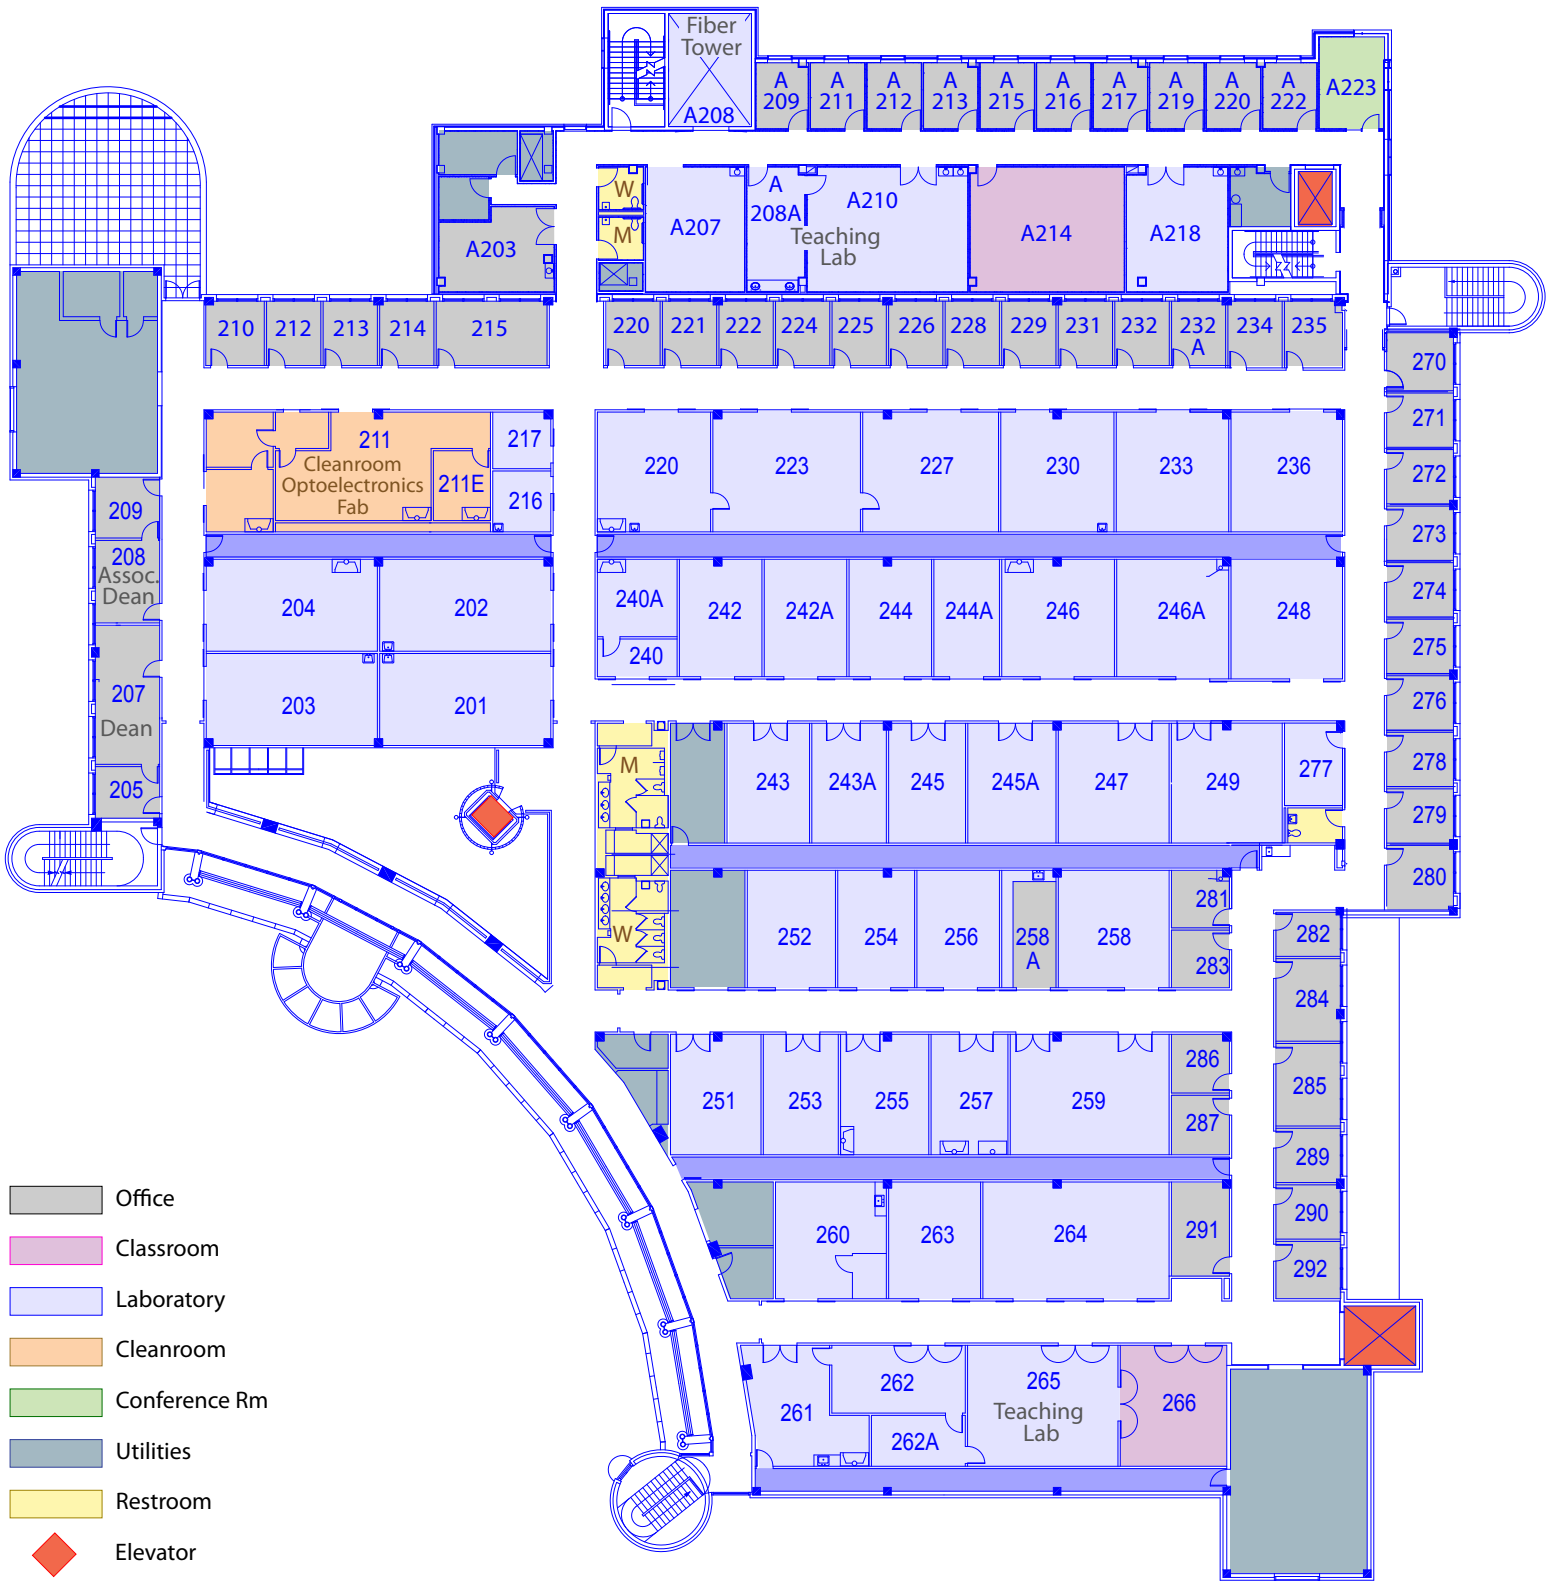 Fiber
Tower
A208
A
209
A
211
A
212
A
213
A
215
A
216
A
217
A
219
A
220
A
222
A223
W
M
A203
A207
A
208A
A210
Teaching
Lab
A214
A218
210
212
213
214
215
220
221
222
224
225
226
228
229
231
232
232
A
234
235
270
271
272
273
274
275
276
278
279
280
211
Cleanroom
Optoelectronics
Fab
211E
217
216
220
223
227
230
233
236
209
208
Assoc.
Dean
207
Dean
205
204
202
203
201
240A
240
242
242A
244
244A
246
246A
248
M
243
243A
245
245A
247
249
277
W
252
254
256
258
A
258
281
283
282
284
285
289
290
292
251
253
255
257
259
286
287
260
263
264
291
261
262
262A
265
Teaching
Lab
266
Office
Classroom
Laboratory
Cleanroom
Conference Rm
Utilities
Restroom
Elevator